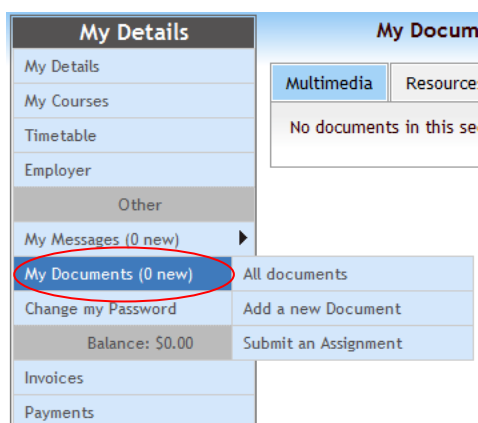 My Details
My Details
My Courses
Timetable
Employer
Other
My Messages (0 new)
My Documents (0 new)
Change my Password
Balance: $0.00
Invoices
Payments
All documents
Add a new Document
Submit an Assignment
My Docum
Multimedia Resource
No documents in this se